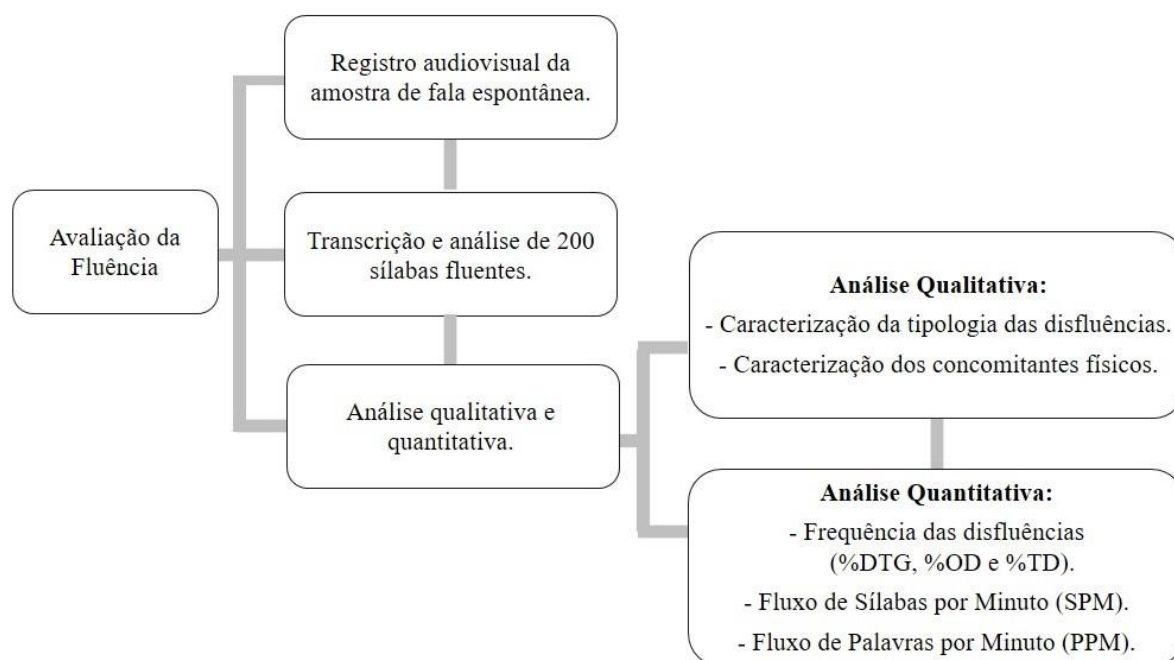 Registro audiovisual da
amostra de fala espontânea.
Avaliação da
Fluência
Transcrição e análise de 200
sílabas fluentes.
Análise qualitativa e
quantitativa.
Análise Qualitativa:
- Caracterização da tipologia das disfluências.
- Caracterização dos concomitantes físicos.
Análise Quantitativa:
- Frequência das disfluências
(%DTG, %OD e %TD).
- Fluxo de Sílabas por Minuto (SPM).
- Fluxo de Palavras por Minuto (PPM).